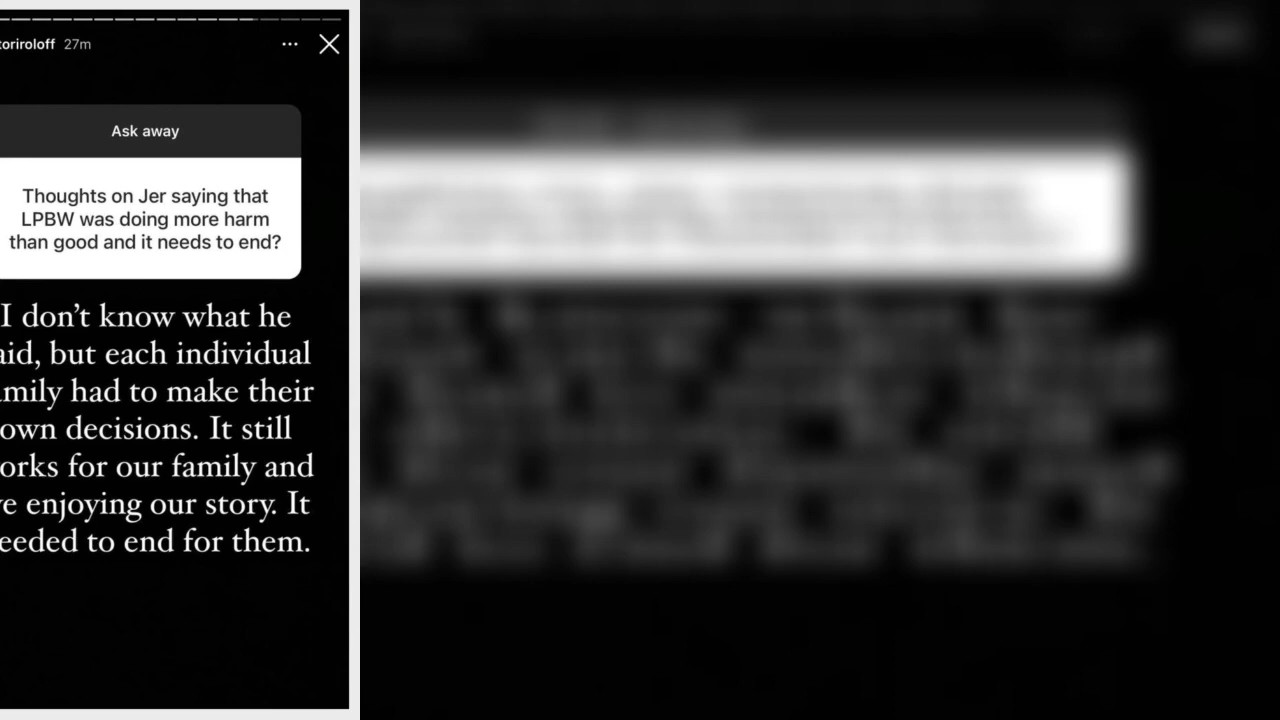 toriroloff 27m
Ask away
Thoughts on Jer saying that
LPBW was doing more harm
than good and it needs to end?
I don't know what he
aid, but each individual
amily had to make their
own decisions. It still
orks for our family and
ve enjoying our story. It
eeded to end for them.